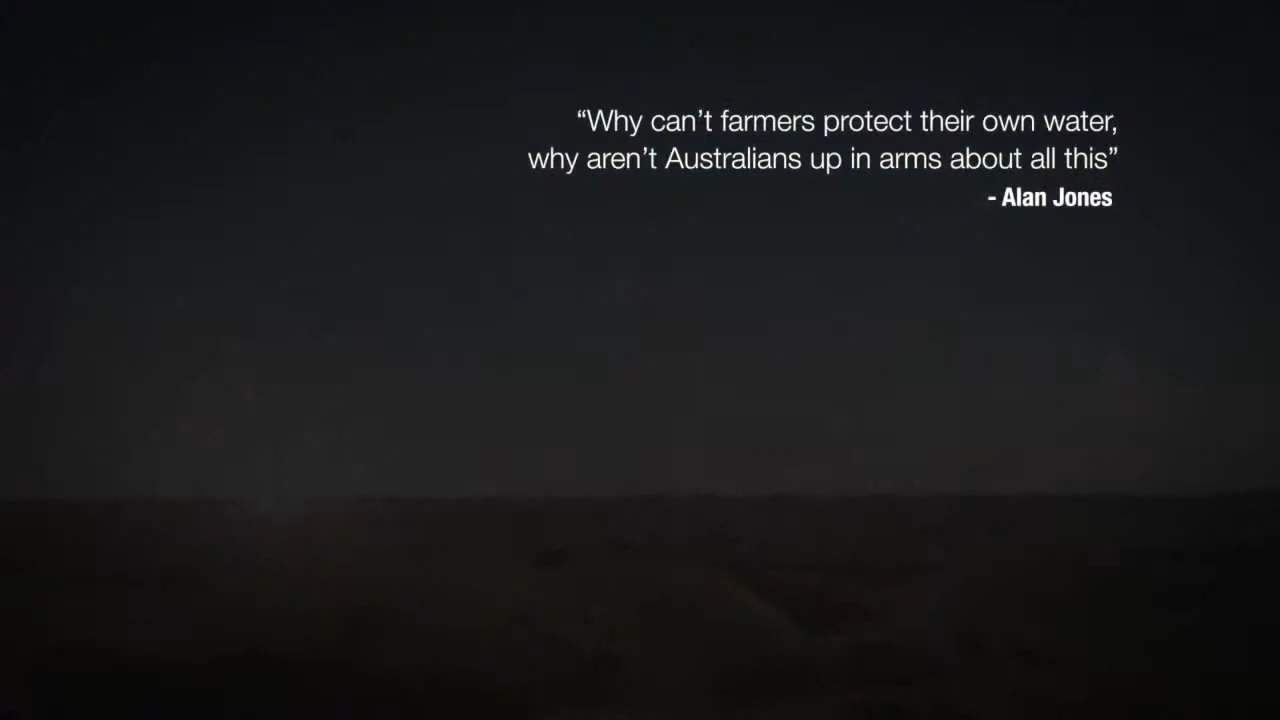 “Why can’t farmers protect their own water,
why aren’t Australians up in arms about all this”
- Alan Jones